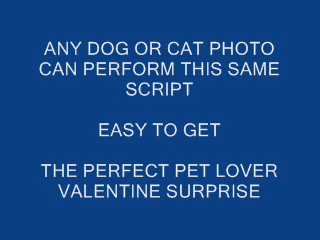 ANY DOG OR CAT PHOTO
CAN PERFORM THIS SAME
SCRIPT
EASY TO GET
THE PERFECT PET LOVER
VALENTINE SURPRISE